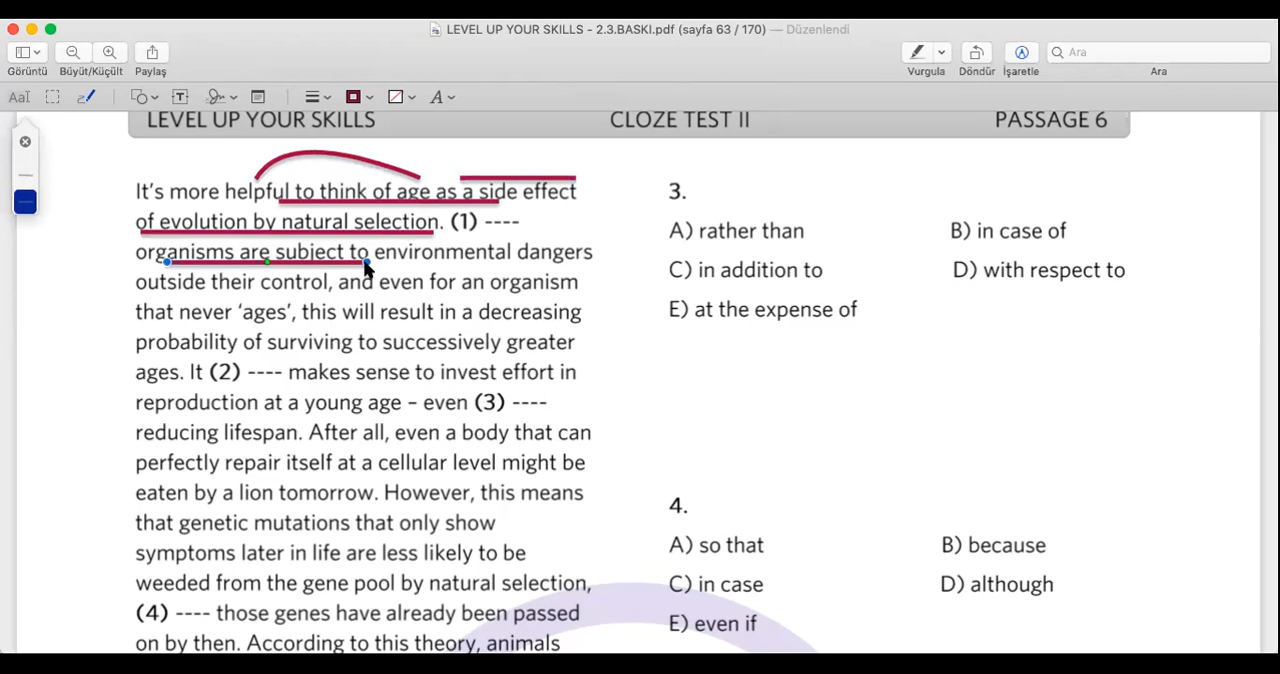 LEVEL UP YOUR SKILLS - 2.3.BASKI.pdf (sayfa 63 / 170) — Düzenlendi
Görüntü
Büyüt/Küçült
Paylaş
Vurgula
Döndür
İşaretle
Ara
Ara
LEVEL UP YOUR SKILLS
CLOZE TEST II
PASSAGE 6
It's more helpful to think of age as a side effect
of evolution by natural selection. (1) ----
organisms are subject to environmental dangers
outside their control, and even for an organism
that never 'ages', this will result in a decreasing
probability of surviving to successively greater
ages. It (2) ---- makes sense to invest effort in
reproduction at a young age – even (3) ----
reducing lifespan. After all, even a body that can
perfectly repair itself at a cellular level might be
eaten by a lion tomorrow. However, this means
that genetic mutations that only show
symptoms later in life are less likely to be
weeded from the gene pool by natural selection,
(4) ---- those genes have already been passed
on by then. According to this theory, animals
3.
A) rather than
B) in case of
C) in addition to
D) with respect to
E) at the expense of
4.
A) so that
B) because
C) in case
D) although
E) even if